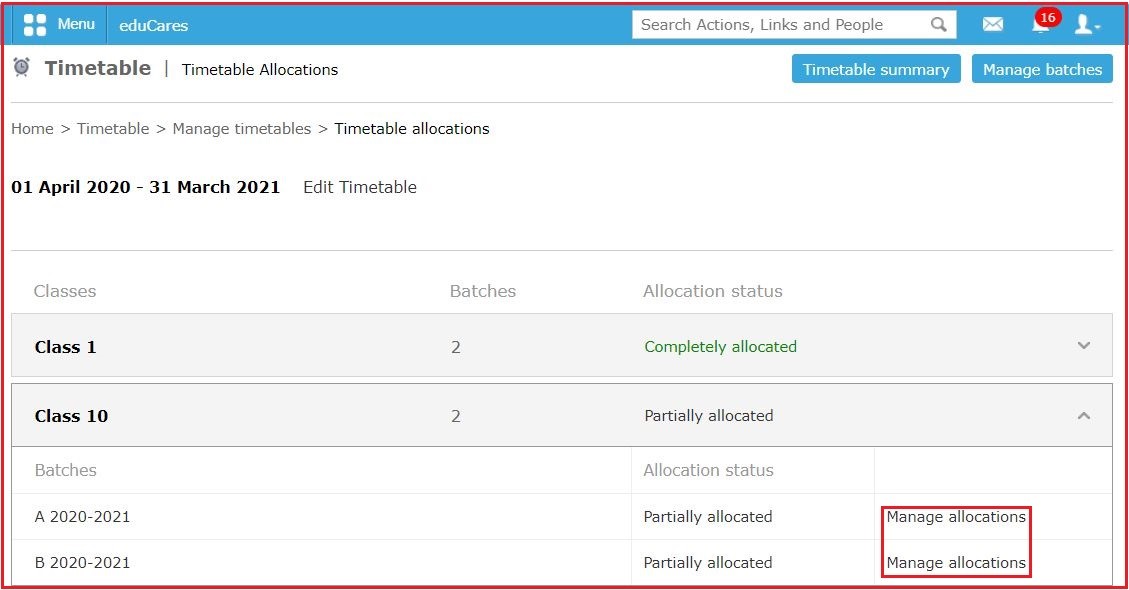 Menu eduCares Search Actions, Links and People 16
Timetable | Timetable Allocations Timetable summary Manage batches
Home > Timetable > Manage timetables > Timetable allocations
01 April 2020 - 31 March 2021 Edit Timetable
Classes Batches Allocation status
Class 1 2 Completely allocated
Class 10 2 Partially allocated
Batches Allocation status
A 2020-2021 Partially allocated Manage allocations
B 2020-2021 Partially allocated Manage allocations